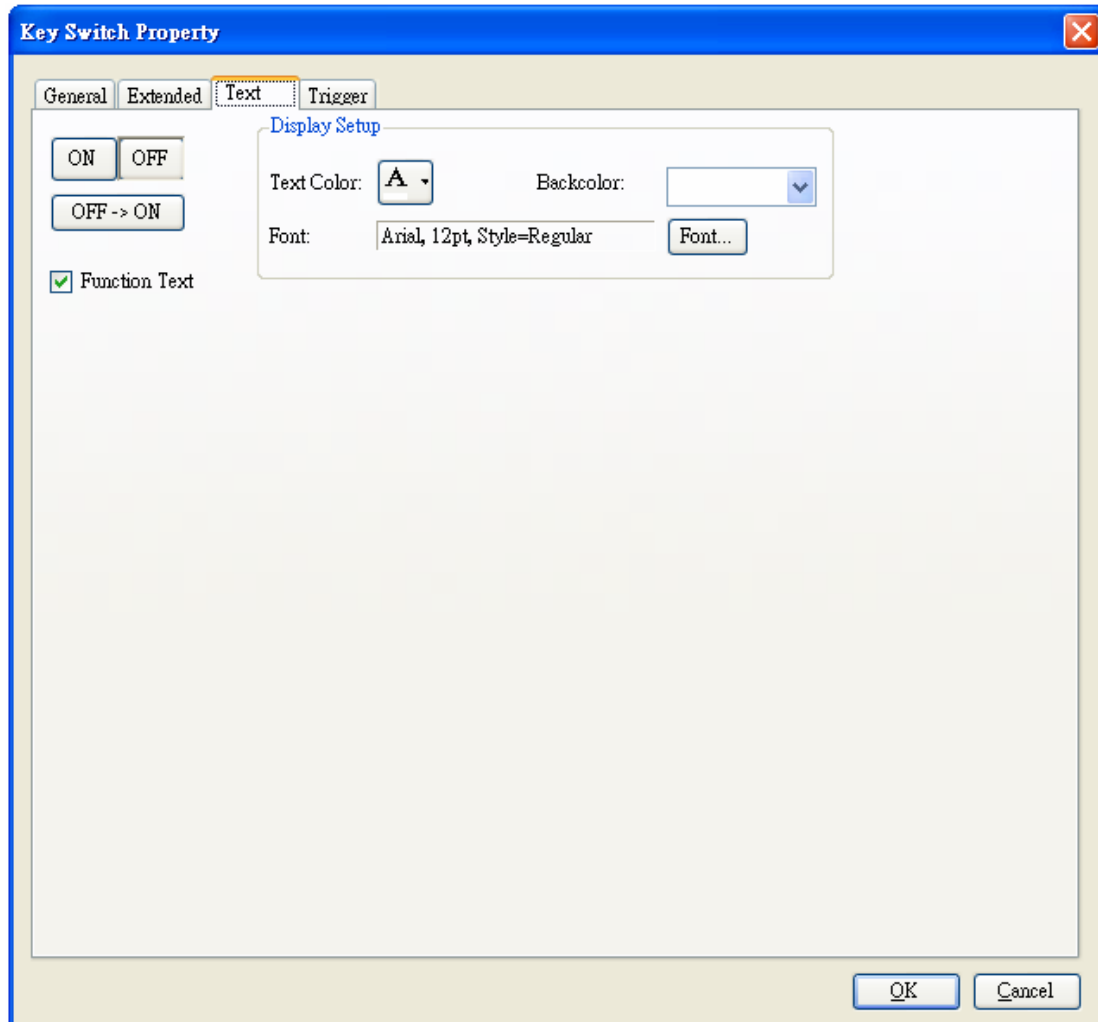 Key Switch Property
General Extended Text Trigger
ON OFF
OFF -> ON
Function Text
Display Setup
Text Color: A Backcolor:
Font: Arial, 12pt, Style=Regular Font...
OK Cancel